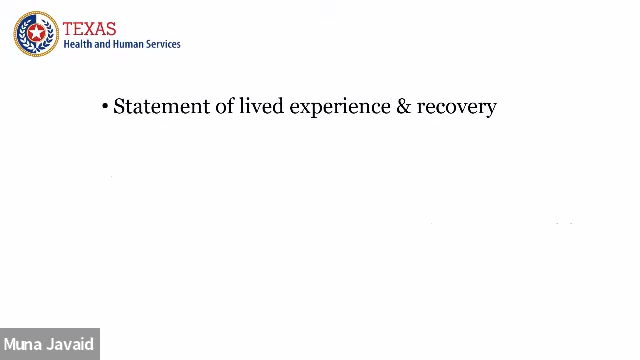 TEXAS
Health and Human Services
• Statement of lived experience & recovery
Muna Javaid